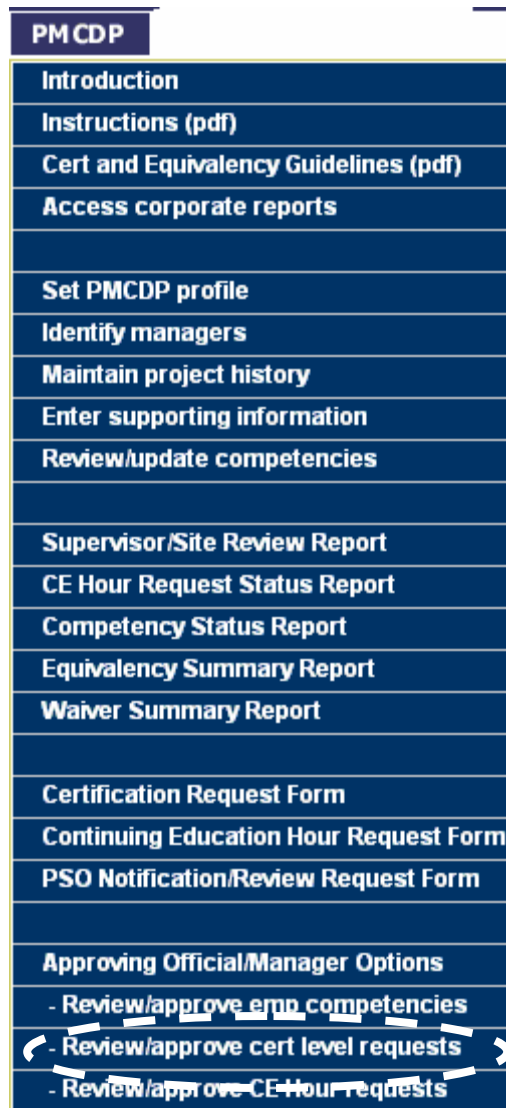 PMCDP
Introduction
Instructions (pdf)
Cert and Equivalency Guidelines (pdf)
Access corporate reports
Set PMCDP profile
Identify managers
Maintain project history
Enter supporting information
Review/update competencies
Supervisor/Site Review Report
CE Hour Request Status Report
Competency Status Report
Equivalency Summary Report
Waiver Summary Report
Certification Request Form
Continuing Education Hour Request Form
PSO Notification/Review Request Form
Approving Official/Manager Options
- Review/approve emp competencies
- Review/approve cert level requests
- Review/approve CE Hour requests